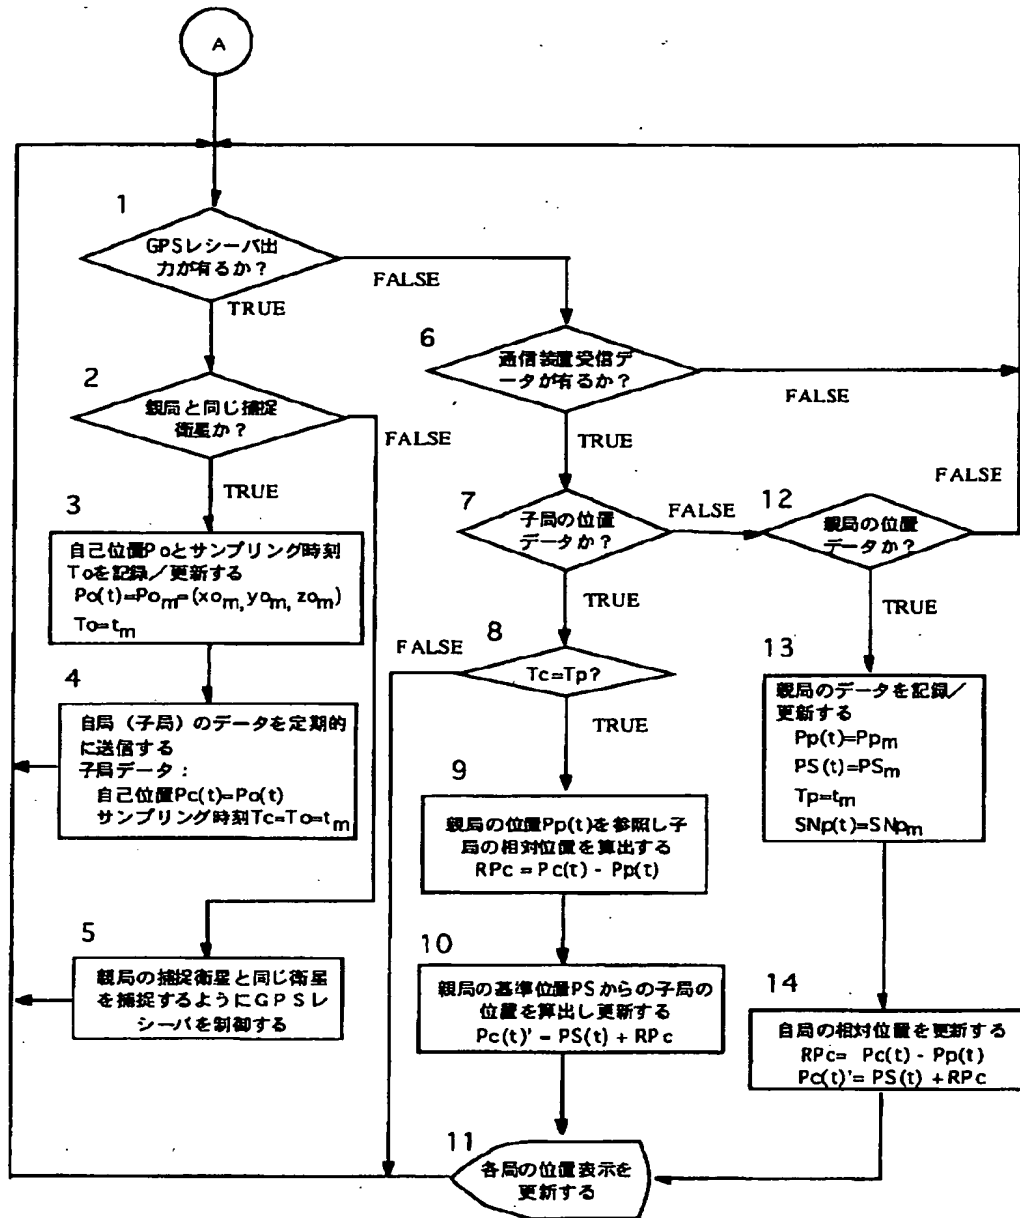 A
1
GPSレシーバ出
力が有るか？
FALSE
TRUE
2
親局と同じ捕捉
衛星か？
FALSE
TRUE
3
自己位置Poとサンプリング時刻
Toを記録／更新する
Po(t)=Pom=(xom, yom, zom)
To=tm
4
自局（子局）のデータを定期的
に送信する
子局データ：
自己位置Pc(t)=Po(t)
サンプリング時刻Tc=To=tm
5
親局の捕捉衛星と同じ衛星
を捕捉するようにGPSレ
シーバを制御する
6
通信装置受信デ
ータが有るか？
FALSE
TRUE
7
子局の位置
データか？
FALSE
TRUE
8
Tc=Tp?
FALSE
TRUE
9
親局の位置Pp(t)を参照し子
局の相対位置を算出する
RPc = Pc(t) - Pp(t)
10
親局の基準位置PSからの子局の
位置を算出し更新する
Pc(t)' = PS(t) + RPc
11
各局の位置表示を
更新する
12
親局の位置
データか？
FALSE
TRUE
13
親局のデータを記録／
更新する
Pp(t)=Ppm
PS(t)=PSm
Tp=tm
SNp(t)=SNpm
14
自局の相対位置を更新する
RPc= Pc(t) - Pp(t)
Pc(t)'= PS(t) + RPc